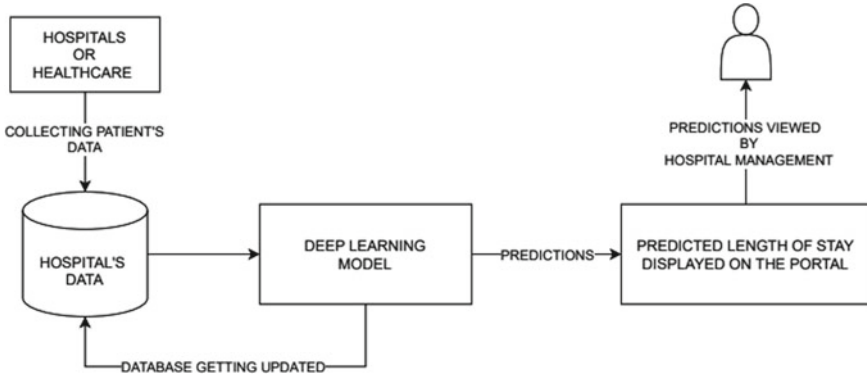 HOSPITALS
OR
HEALTHCARE
COLLECTING PATIENT'S
DATA
HOSPITAL'S
DATA
DEEP LEARNING
MODEL
DATABASE GETTING UPDATED
PREDICTIONS
PREDICTED LENGTH OF STAY
DISPLAYED ON THE PORTAL
PREDICTIONS VIEWED
BY
HOSPITAL MANAGEMENT